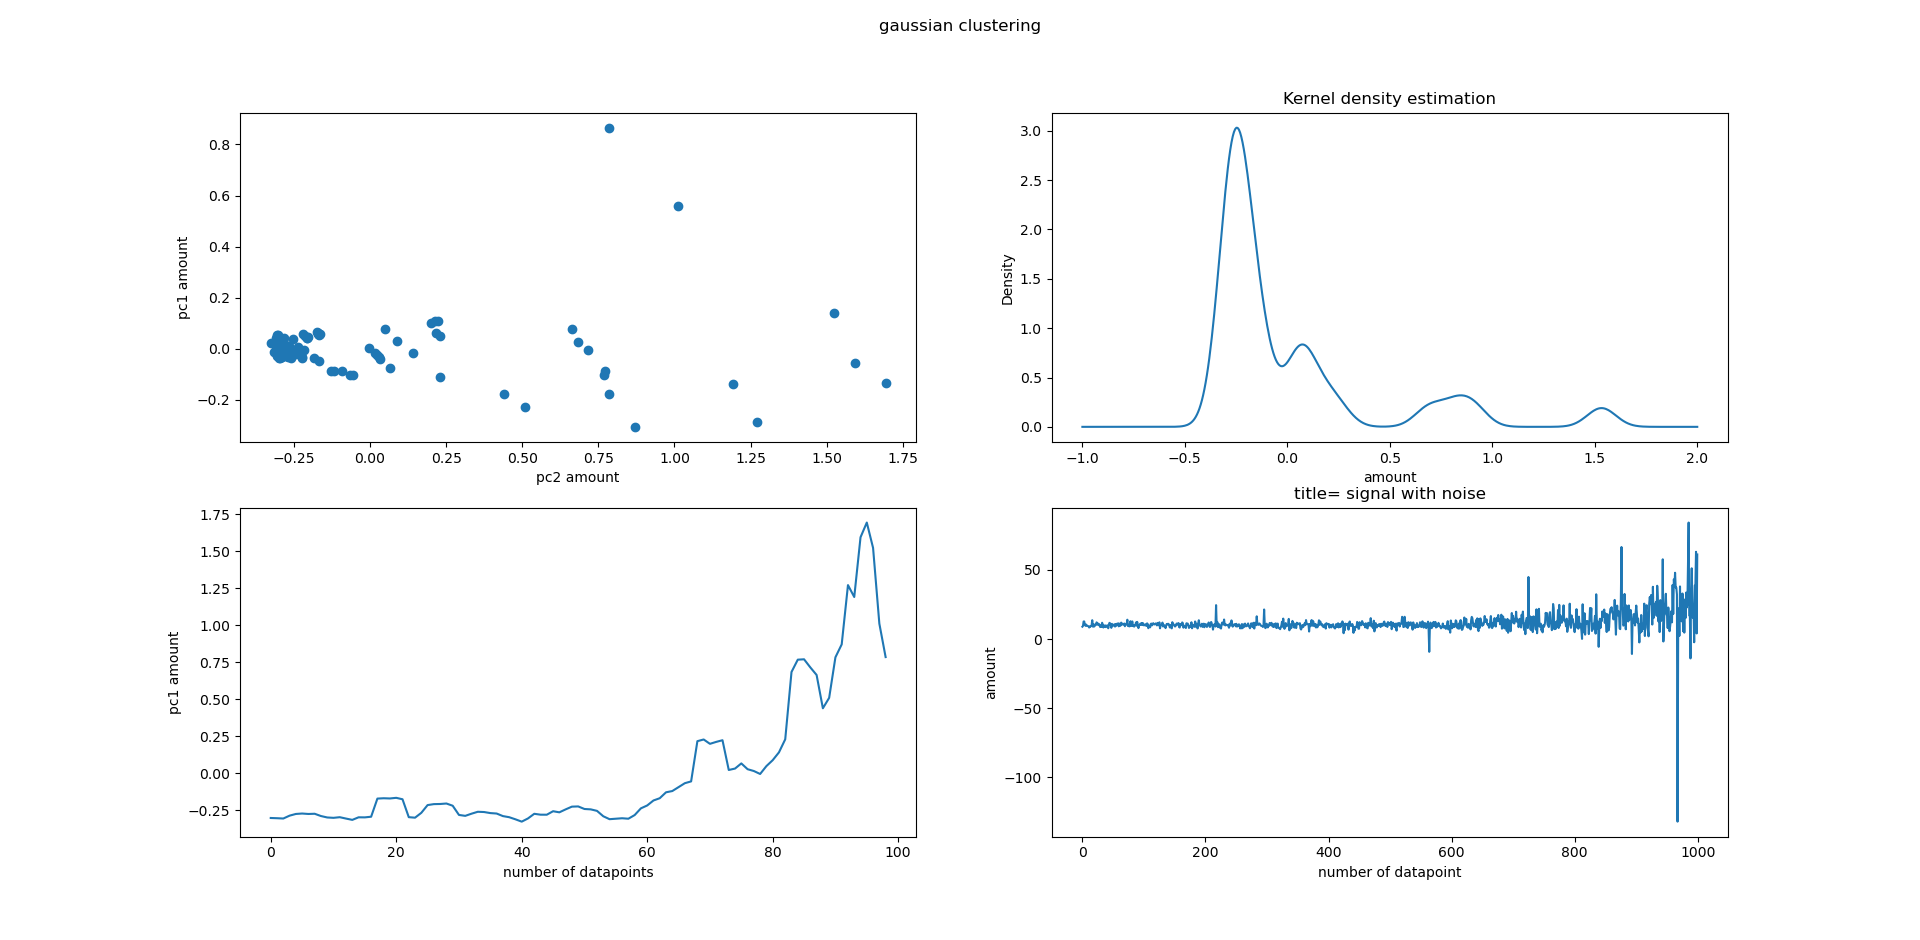 gaussian clustering
0.8
0.6
0.4
0.2
0.0
−0.2
pc1 amount
−0.25 0.00 0.25 0.50 0.75 1.00 1.25 1.50 1.75
pc2 amount
Kernel density estimation
3.0
2.5
2.0
1.5
1.0
0.5
0.0
Density
−1.0 −0.5 0.0 0.5 1.0 1.5 2.0
amount
1.75
1.50
1.25
1.00
0.75
0.50
0.25
0.00
−0.25
pc1 amount
0 20 40 60 80 100
number of datapoints
title= signal with noise
50
0
−50
−100
amount
0 200 400 600 800 1000
number of datapoint